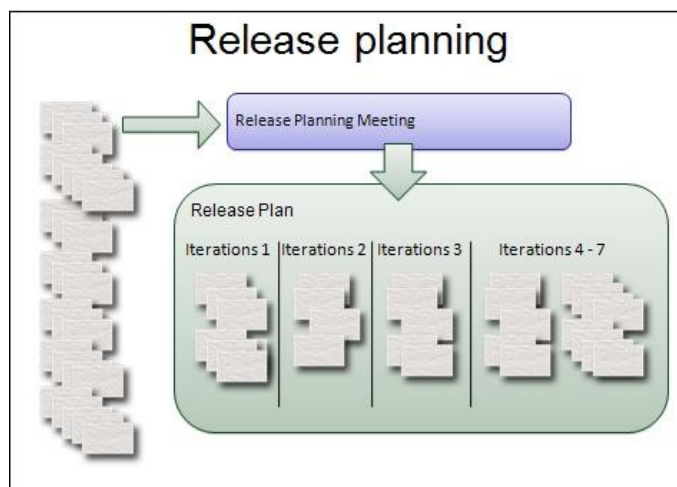 Release planning
Release Planning Meeting
Release Plan
Iterations 1
Iterations 2
Iterations 3
Iterations 4 - 7